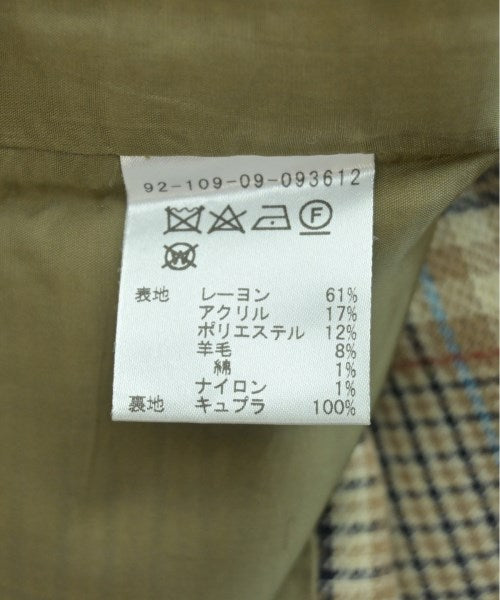 92-109-09-093612
F
W
表地 レーヨン 61%
アクリル 17%
ポリエステル 12%
羊毛 8%
綿 1%
ナイロン 1%
裏地 キュプラ 100%